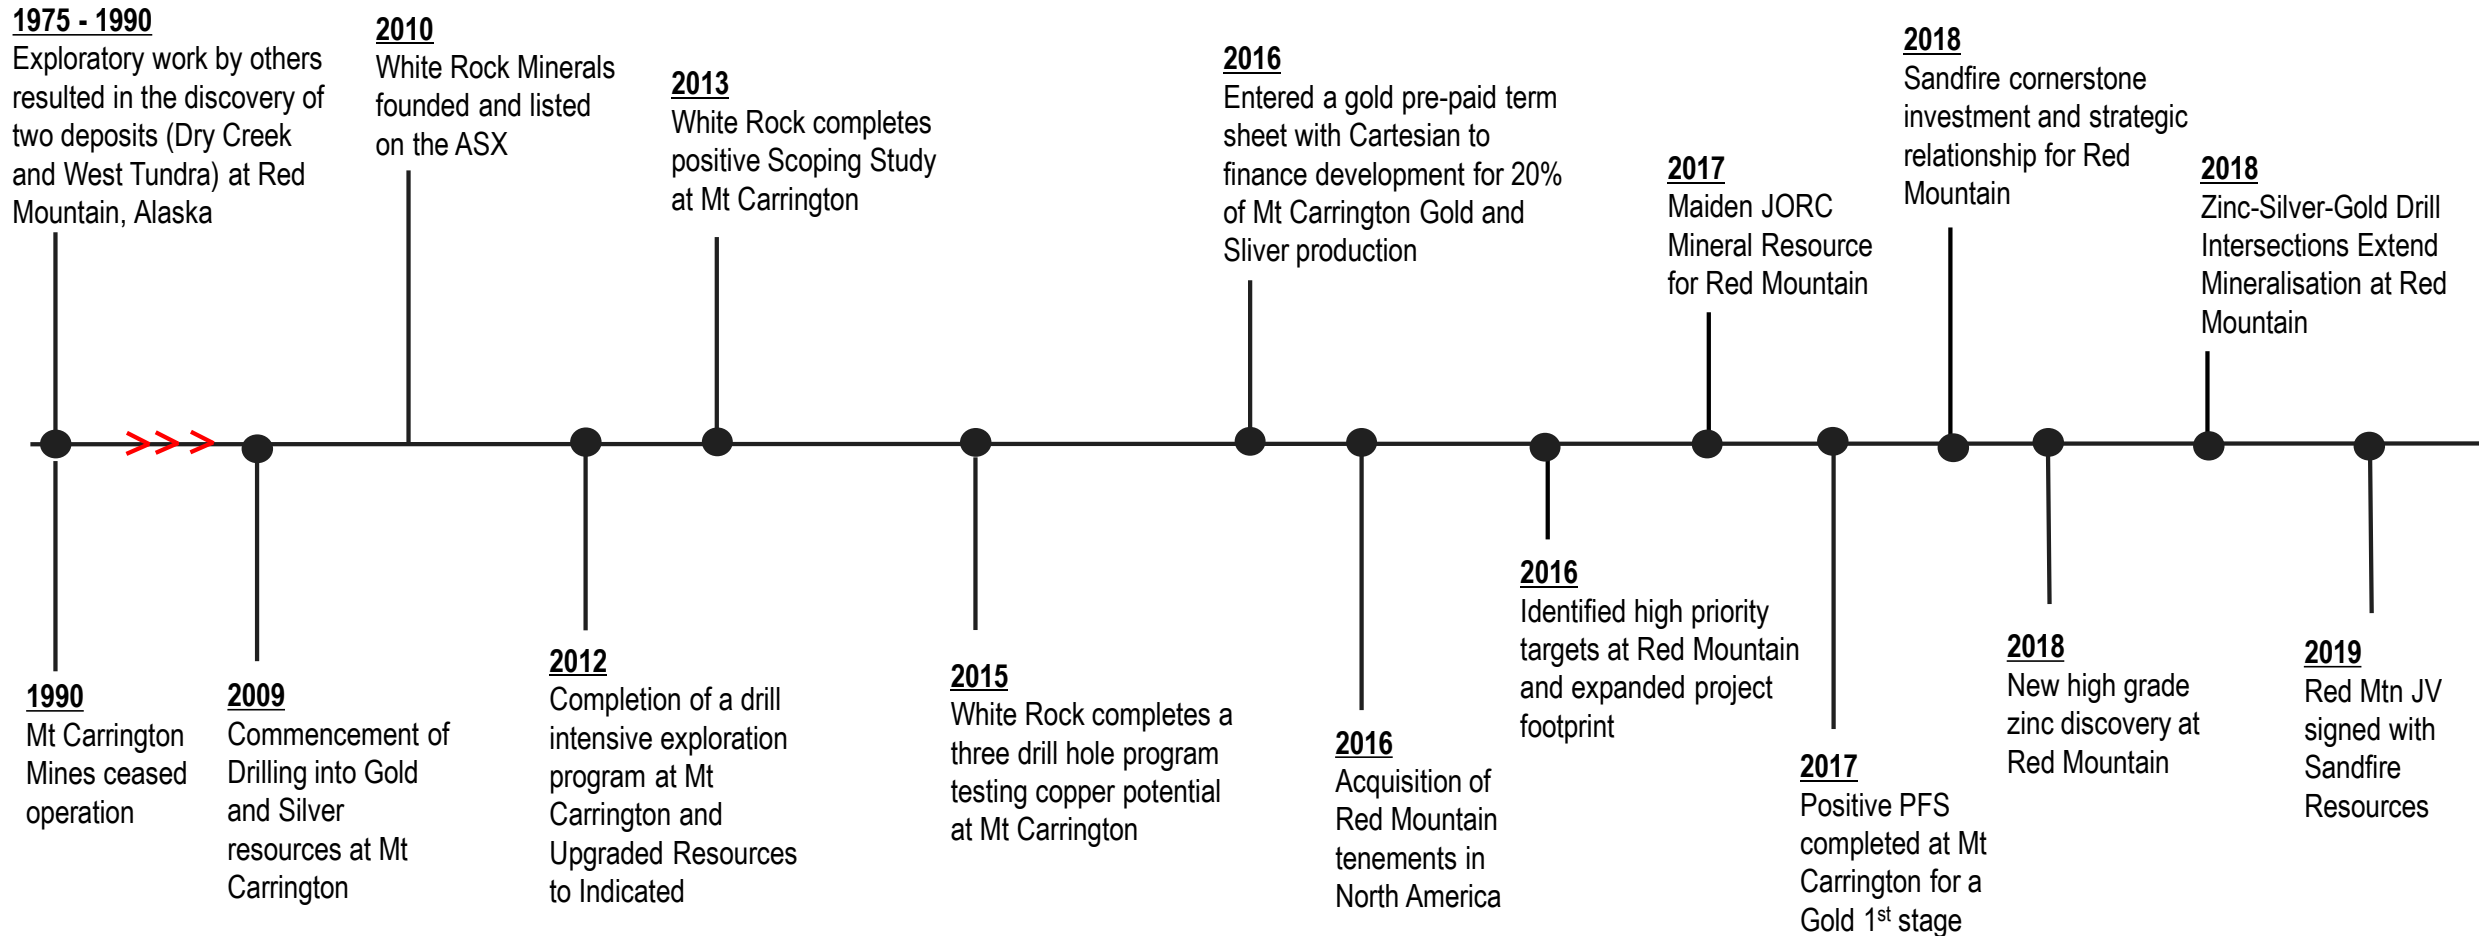 1975 - 1990
Exploratory work by others
resulted in the discovery of
two deposits (Dry Creek
and West Tundra) at Red
Mountain, Alaska
2010
White Rock Minerals
founded and listed
on the ASX
2013
White Rock completes
positive Scoping Study
at Mt Carrington
2016
Entered a gold pre-paid term
sheet with Cartesian to
finance development for 20%
of Mt Carrington Gold and
Sliver production
2017
Maiden JORC
Mineral Resource
for Red Mountain
2018
Sandfire cornerstone
investment and strategic
relationship for Red
Mountain
2018
Zinc-Silver-Gold Drill
Intersections Extend
Mineralisation at Red
Mountain
1990
Mt Carrington
Mines ceased
operation
2009
Commencement of
Drilling into Gold
and Silver
resources at Mt
Carrington
2012
Completion of a drill
intensive exploration
program at Mt
Carrington and
Upgraded Resources
to Indicated
2015
White Rock completes a
three drill hole program
testing copper potential
at Mt Carrington
2016
Acquisition of
Red Mountain
tenements in
North America
2016
Identified high priority
targets at Red Mountain
and expanded project
footprint
2017
Positive PFS
completed at Mt
Carrington for a
Gold 1st stage
2018
New high grade
zinc discovery at
Red Mountain
2019
Red Mtn JV
signed with
Sandfire
Resources